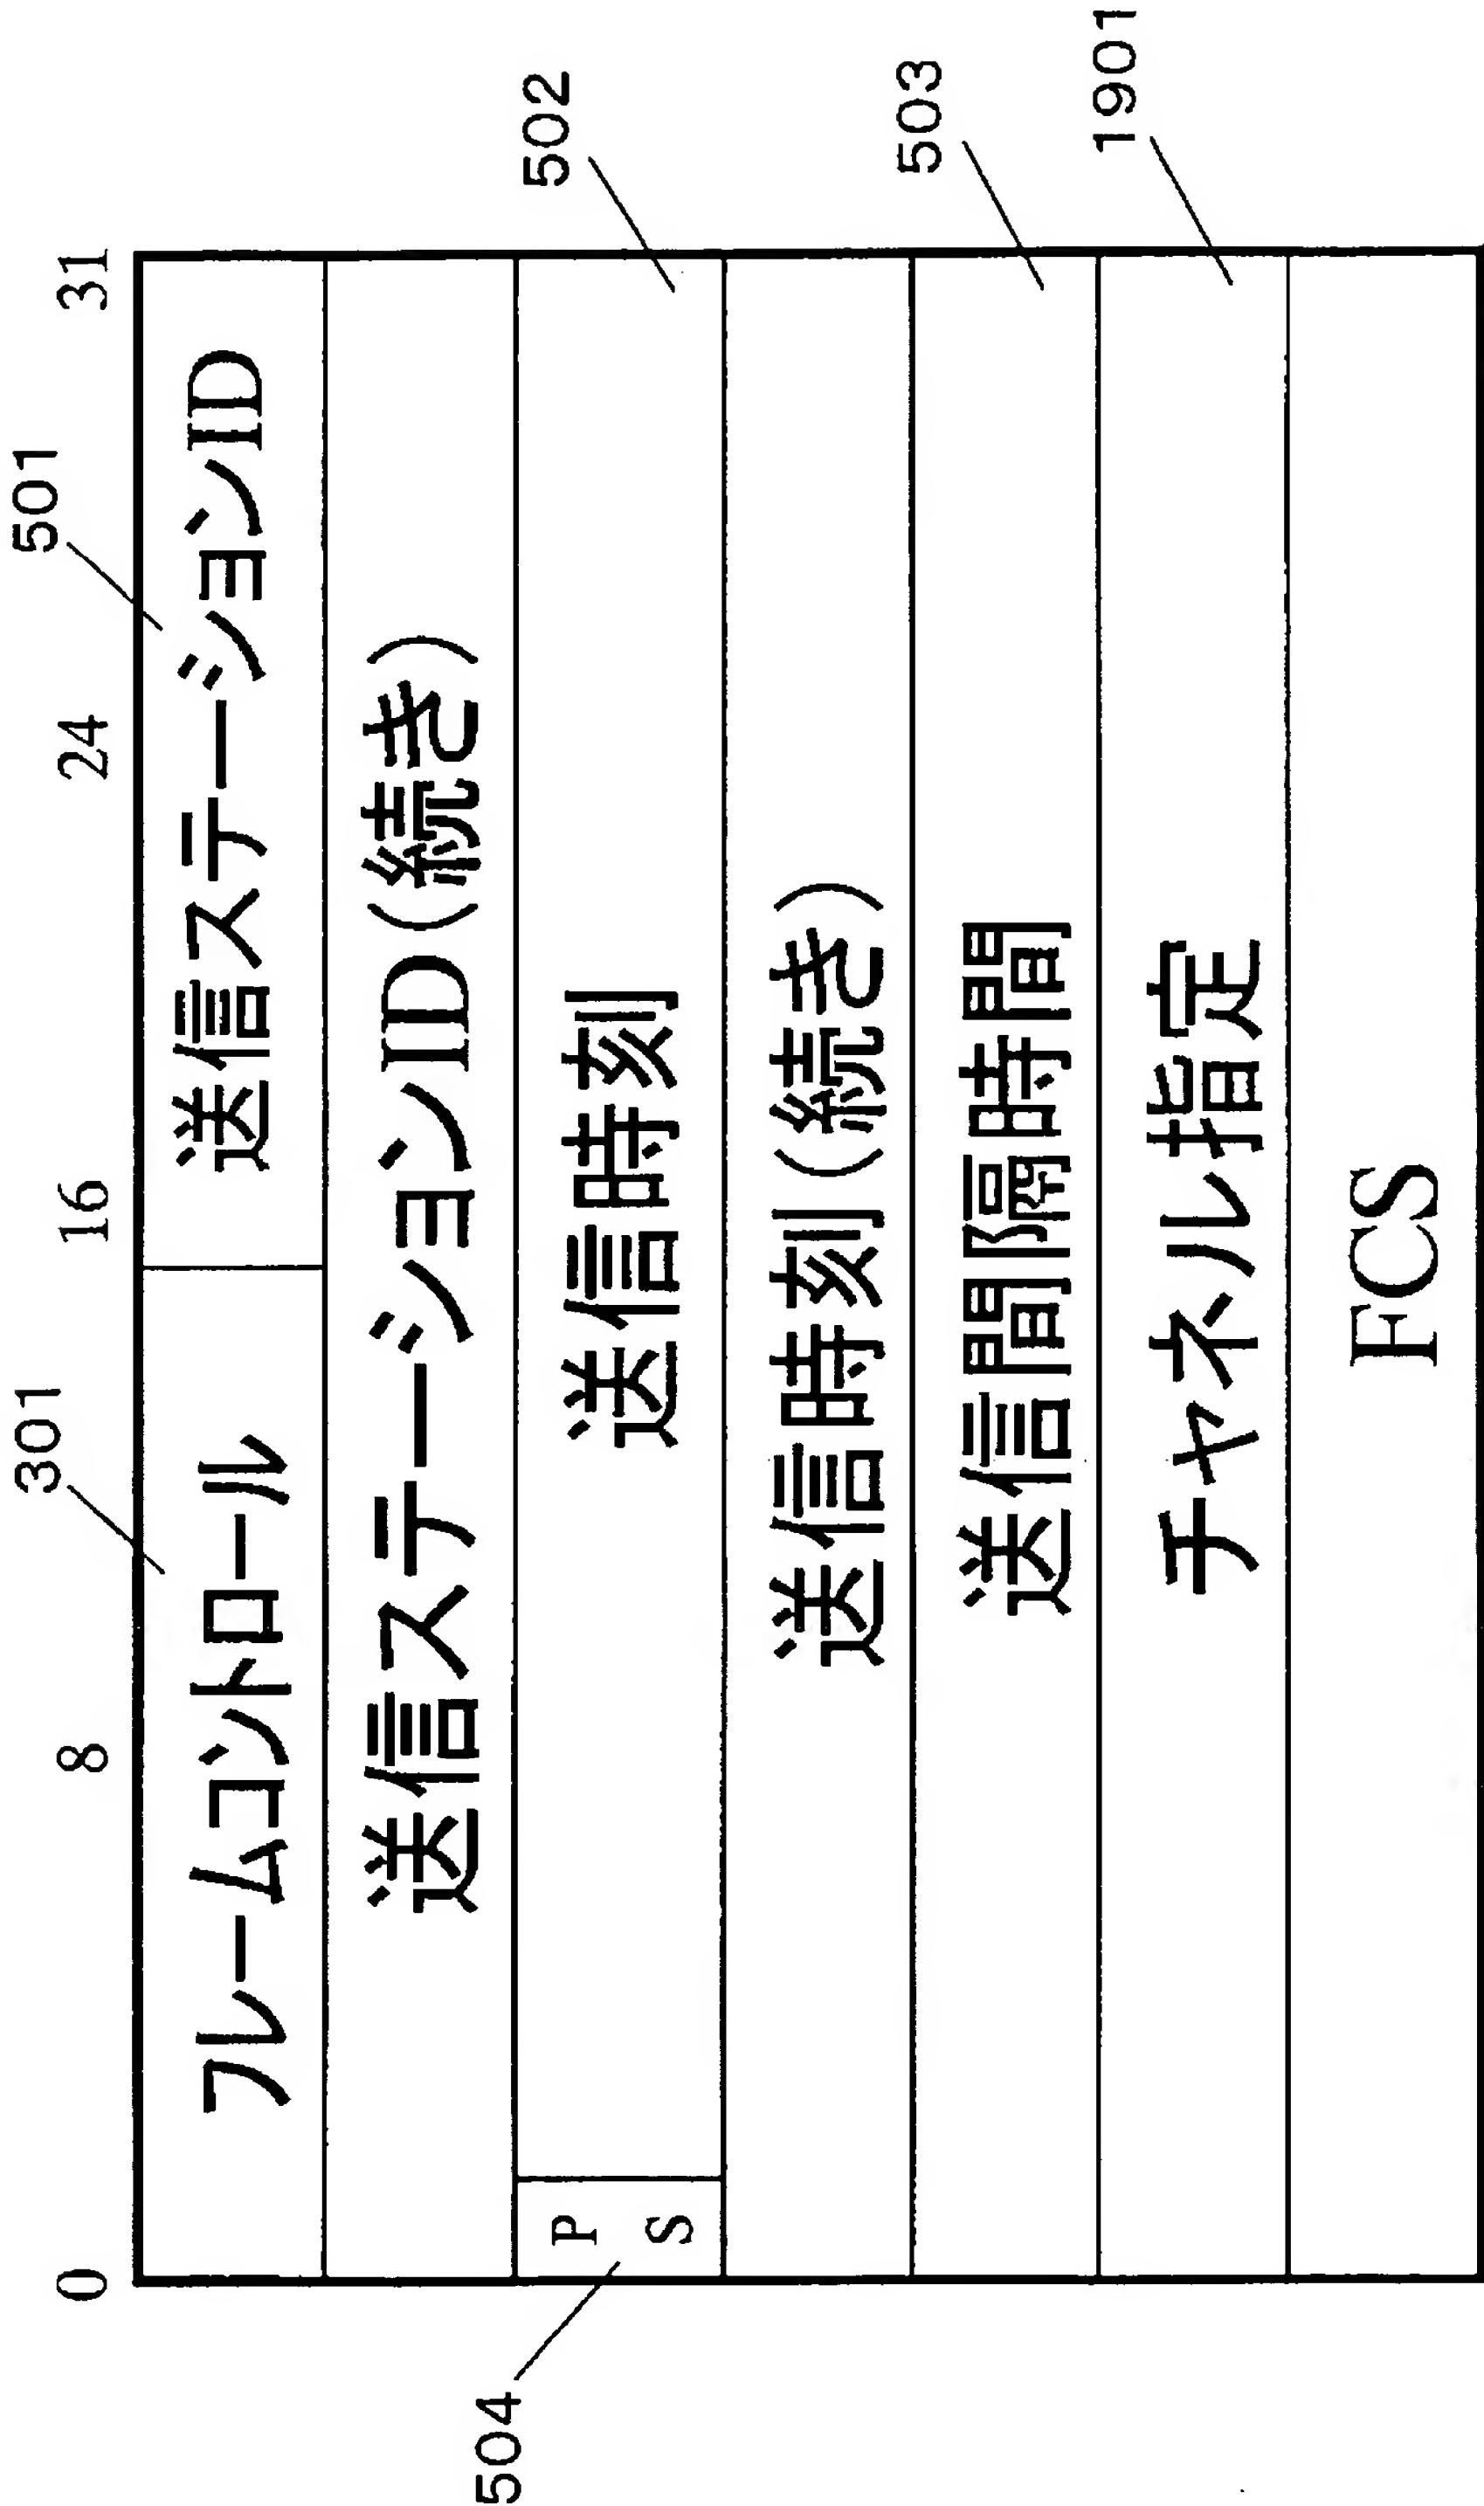 301
501
0 8 16 24 31
フレームコントロール 送信ステーションID
送信ステーションID(続き)
504
P S 送信時刻
502
送信時刻(続き)
送信間隔時間
503
チャネル指定
1901
FCS